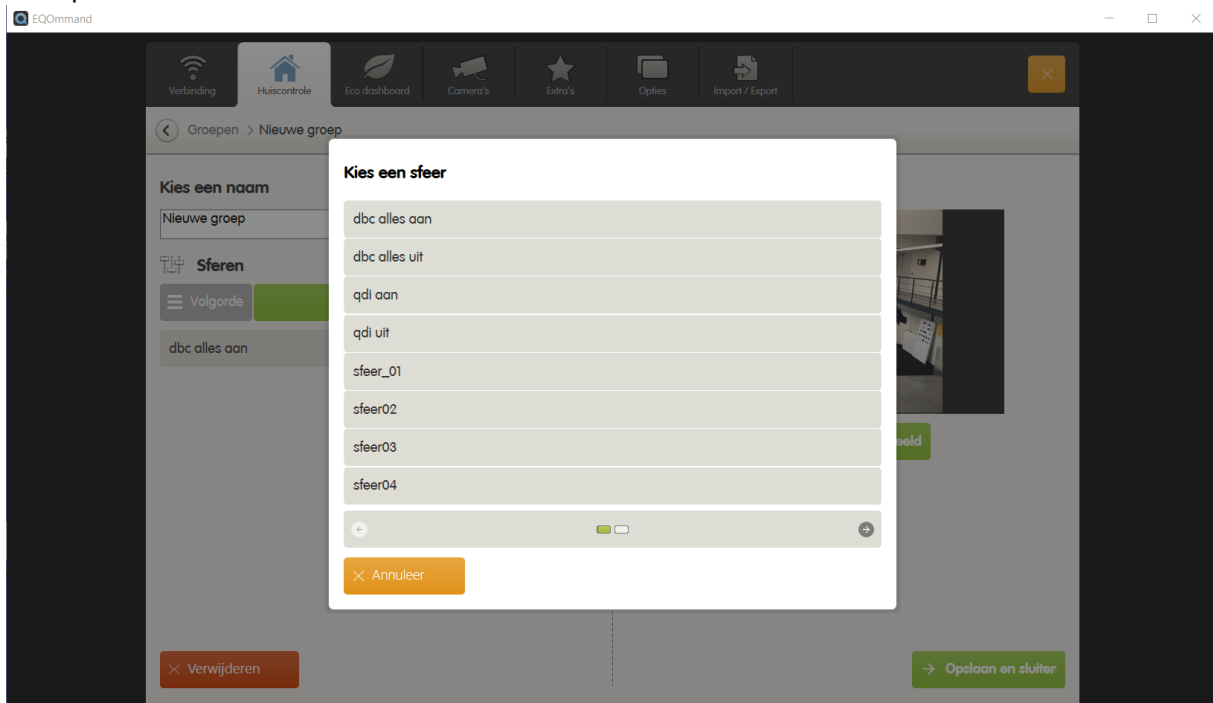 EQOmmand
Verbinding
Huiscontrole
Eco dashboard
Camera's
Extra's
Opties
Import / Export
Groepen > Nieuwe groep
Kies een naam
Nieuwe groep
Sferen
Volgorde
dbc alles aan
Kies een sfeer
dbc alles aan
dbc alles uit
qdi aan
qdi uit
sfeer_01
sfeer02
sfeer03
sfeer04
Annuleer
eeld
Verwijderen
Opslaan en sluiter